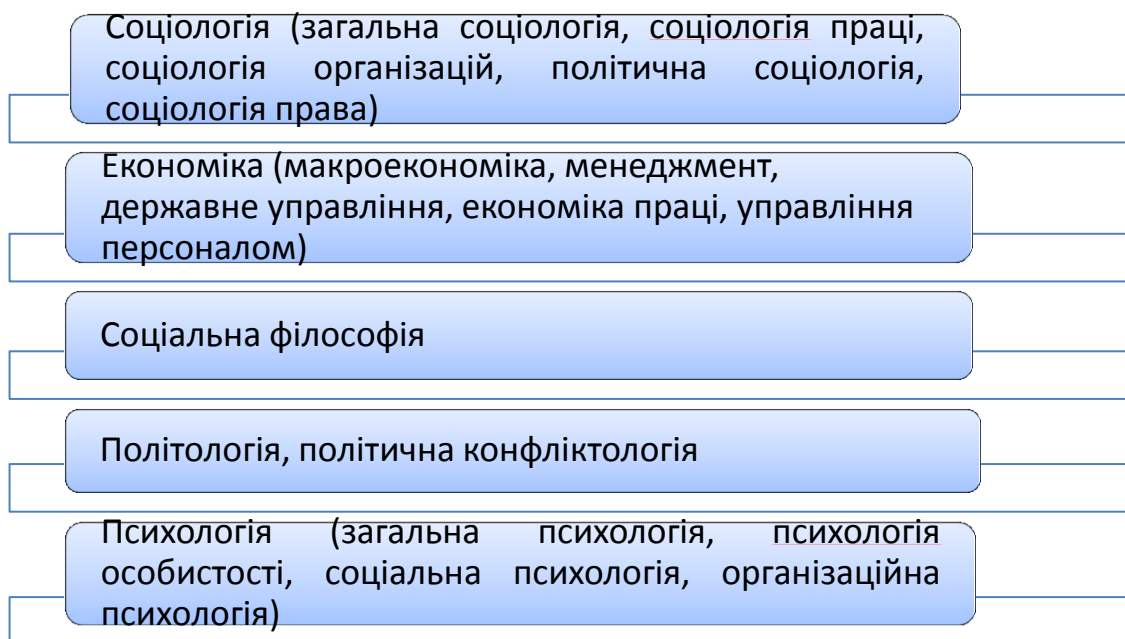 Соціологія (загальна соціологія, соціологія праці,
соціологія організацій, політична соціологія,
соціологія права)
Економіка (макроекономіка, менеджмент,
державне управління, економіка праці, управління
персоналом)
Соціальна філософія
Політологія, політична конфліктологія
Психологія (загальна психологія, психологія
особистості, соціальна психологія, організаційна
психологія)